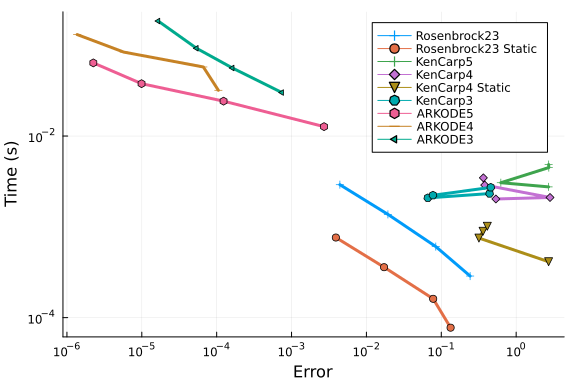 Time (s)
10⁻²
10⁻⁴
Rosenbrock23
Rosenbrock23 Static
KenCarp5
KenCarp4
KenCarp4 Static
KenCarp3
ARKODE5
ARKODE4
ARKODE3
10⁻⁶ 10⁻⁵ 10⁻⁴ 10⁻³ 10⁻² 10⁻¹ 10⁰
Error